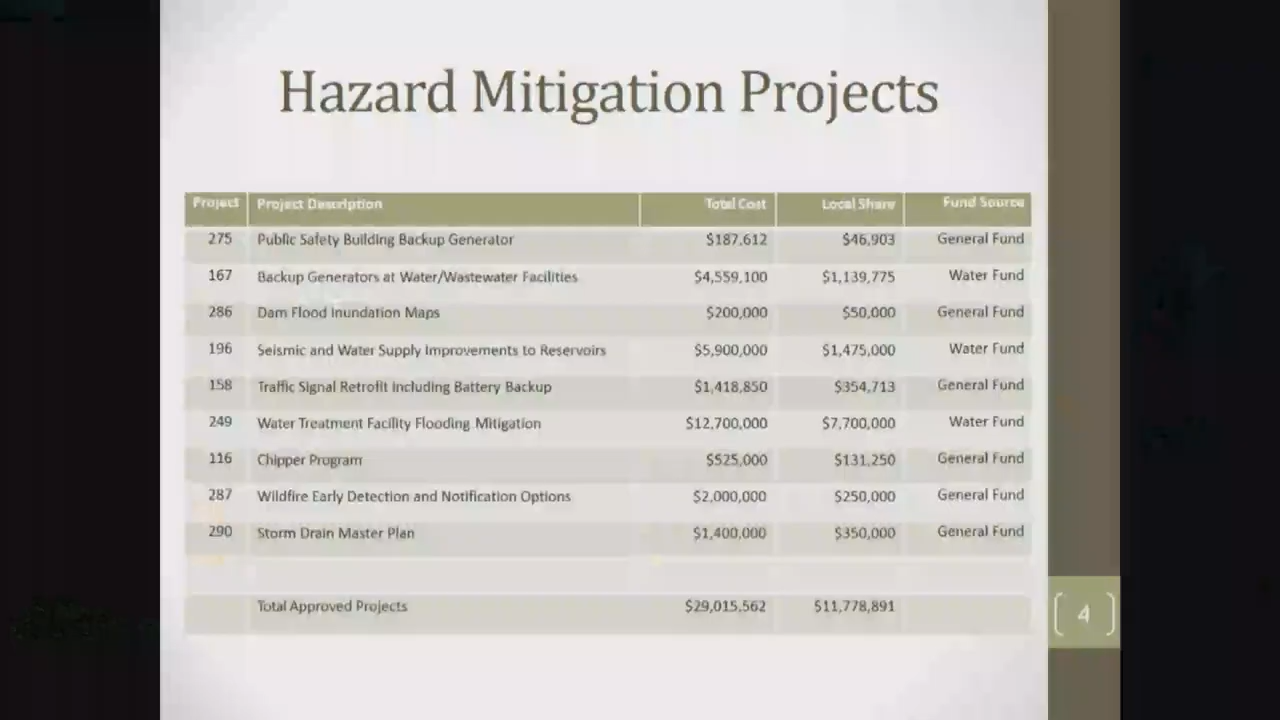 Hazard Mitigation Projects
Project Project Description Total Cost Local Share Fund Source
275 Public Safety Building Backup Generator $187,612 $46,903 General Fund
167 Backup Generators at Water/Wastewater Facilities $4,559,100 $1,139,775 Water Fund
286 Dam Flood Inundation Maps $200,000 $50,000 General Fund
196 Seismic and Water Supply Improvements to Reservoirs $5,900,000 $1,475,000 Water Fund
158 Traffic Signal Retrofit Including Battery Backup $1,418,850 $354,713 General Fund
249 Water Treatment Facility Flooding Mitigation $12,700,000 $7,700,000 Water Fund
116 Chipper Program $525,000 $131,250 General Fund
287 Wildfire Early Detection and Notification Options $2,000,000 $250,000 General Fund
290 Storm Drain Master Plan $1,400,000 $350,000 General Fund
Total Approved Projects $29,015,562 $11,778,891
4